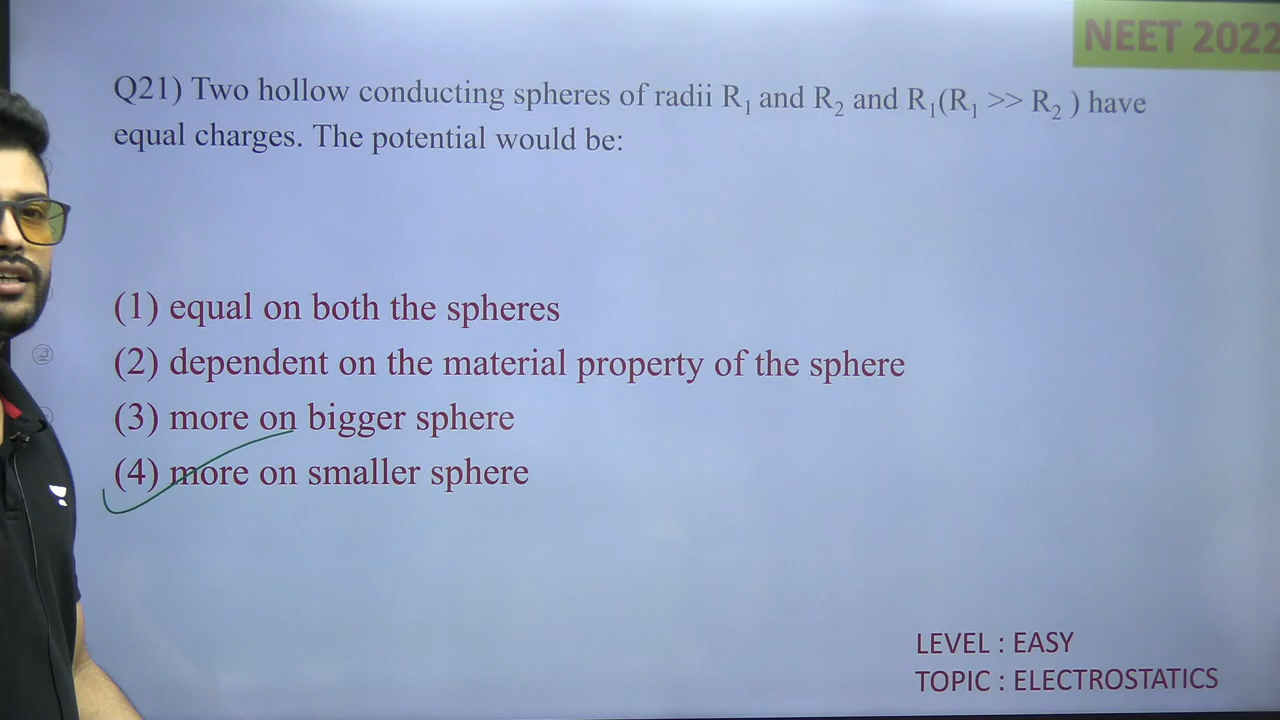 NEET 2022
Q21) Two hollow conducting spheres of radii R₁ and R₂ and R₁(R₁ >> R₂ ) have
equal charges. The potential would be:
(1) equal on both the spheres
(2) dependent on the material property of the sphere
(3) more on bigger sphere
(4) more on smaller sphere
LEVEL : EASY
TOPIC : ELECTROSTATICS